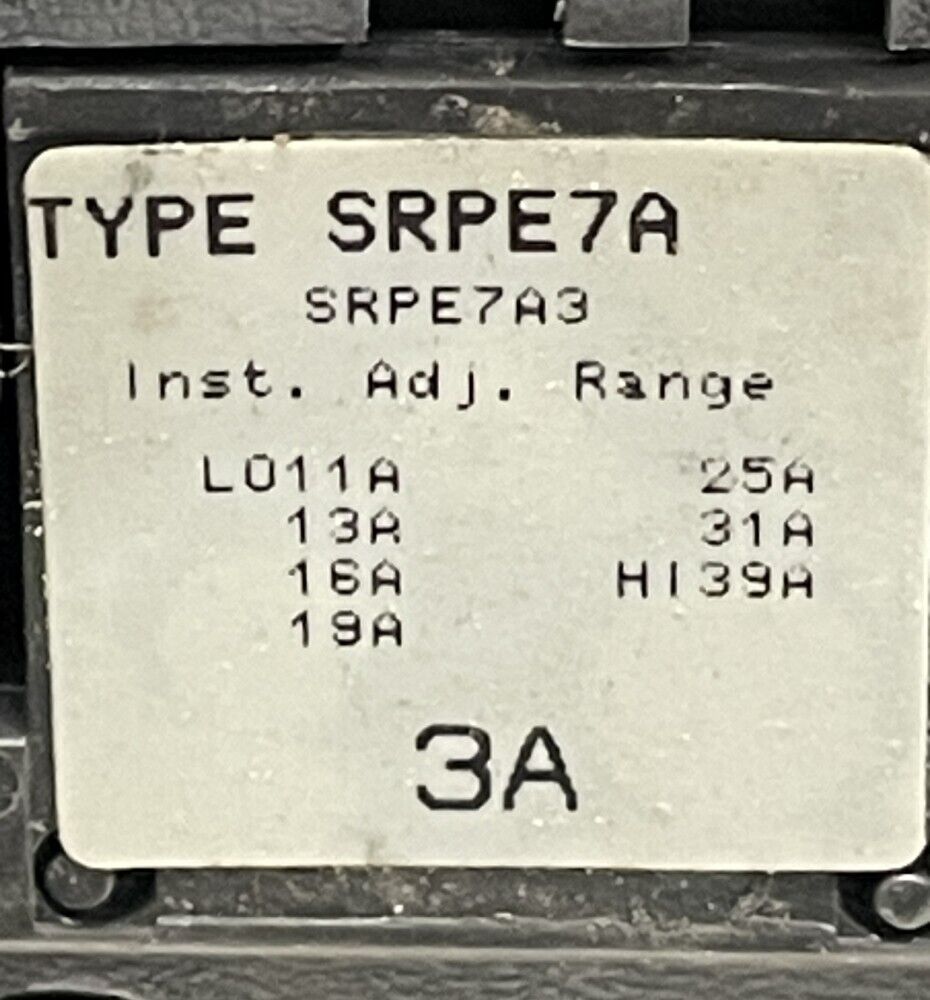 TYPE SRPE7A
SRPE7A3
Inst. Adj. Range
LO11A 25A
13A 31A
16A HI39A
19A
3A